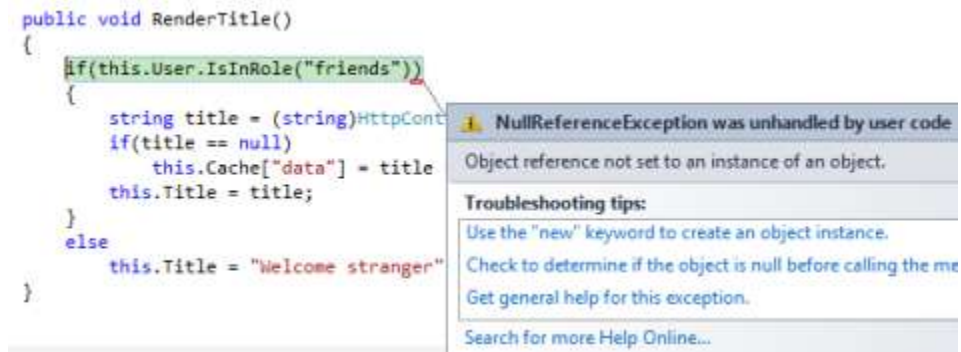 public void RenderTitle()
{
if(this.User.IsInRole("friends"))
{
string title = (string)HttpCont
if(title == null)
this.Cache["data"] = title
this.Title = title;
}
else
this.Title = "Welcome stranger"
}
NullReferenceException was unhandled by user code
Object reference not set to an instance of an object.
Troubleshooting tips:
Use the "new" keyword to create an object instance.
Check to determine if the object is null before calling the me
Get general help for this exception.
Search for more Help Online...